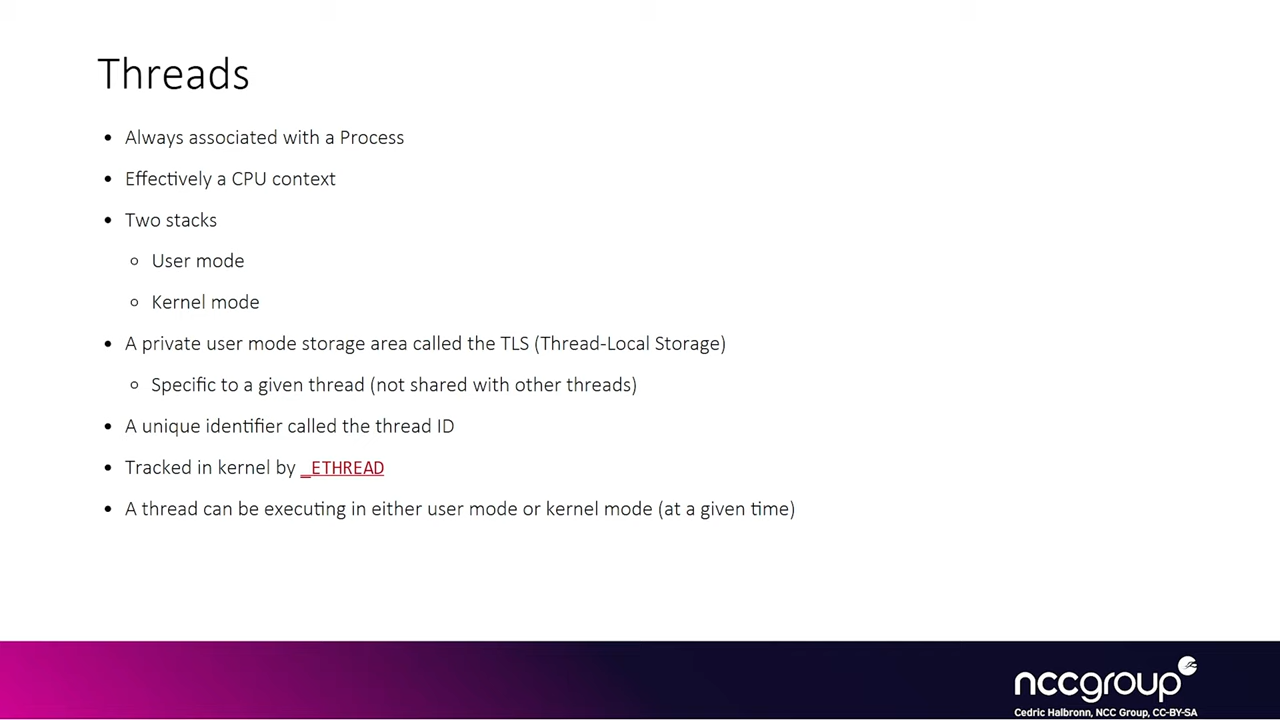 Threads
• Always associated with a Process
• Effectively a CPU context
• Two stacks
◦ User mode
◦ Kernel mode
• A private user mode storage area called the TLS (Thread-Local Storage)
◦ Specific to a given thread (not shared with other threads)
• A unique identifier called the thread ID
• Tracked in kernel by _ETHREAD
• A thread can be executing in either user mode or kernel mode (at a given time)
nccgroup
Cedric Halbronn, NCC Group, CC-BY-SA